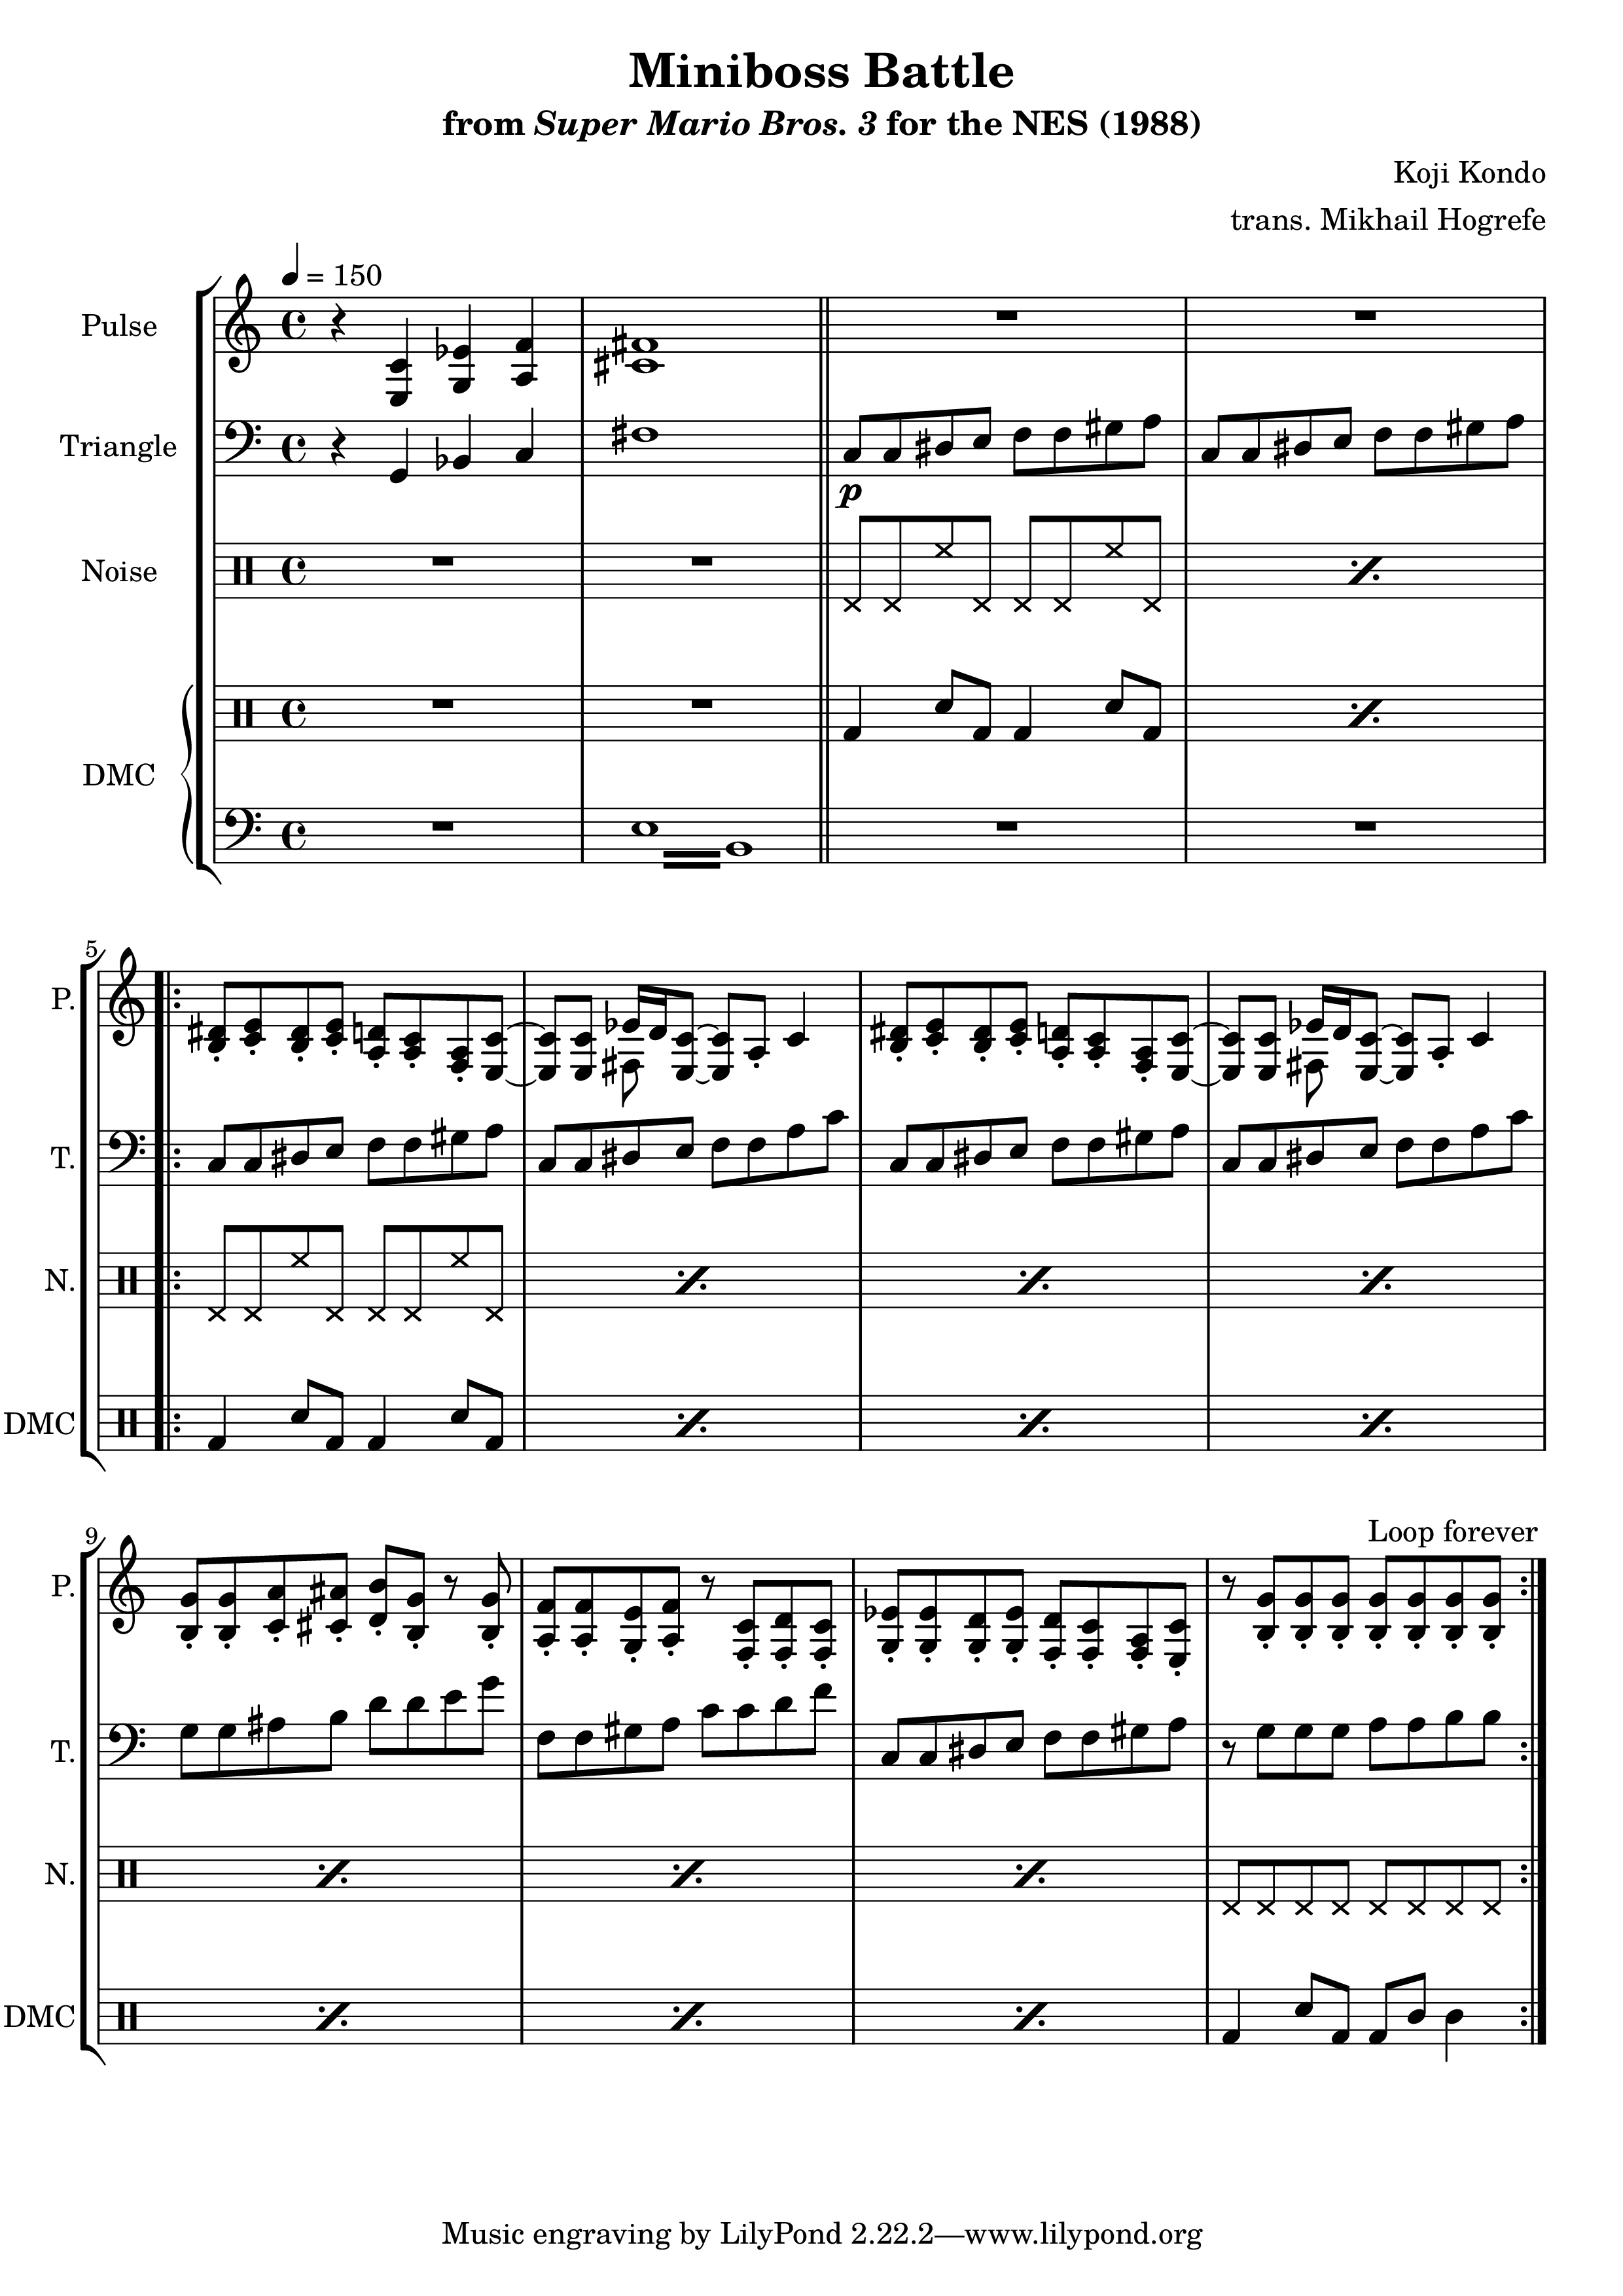 Miniboss Battle
from Super Mario Bros. 3 for the NES (1988)
Koji Kondo
trans. Mikhail Hogrefe
= 150
Pulse
Triangle
p
Noise
DMC
5
P.
T.
N.
DMC
Loop forever
9
P.
T.
N.
DMC
Music engraving by LilyPond 2.22.2—www.lilypond.org